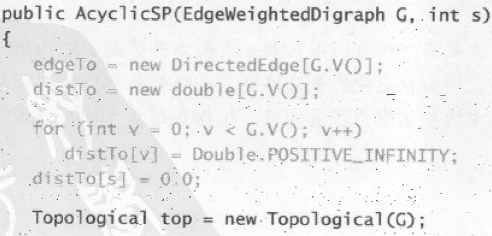 public AcyclicSP(EdgeWeightedDigraph G, int s)
{
edgeTo = new DirectedEdge[G.V()];
distTo = new double[G.V()];
for (int v = 0; v < G.V(); v++)
distTo[v] = Double.POSITIVE_INFINITY;
distTo[s] = 0.0;
Topological top = new Topological(G);